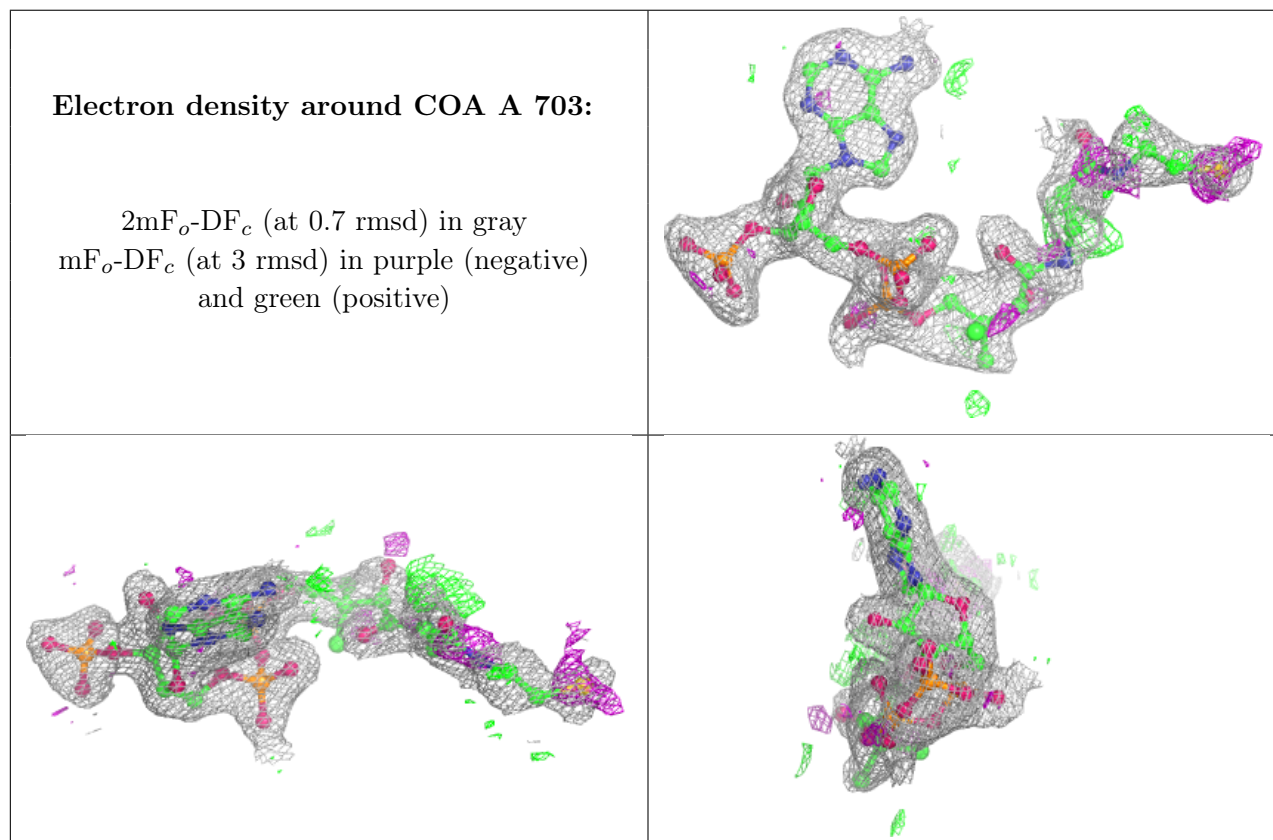 Electron density around COA A 703:
2mFₒ-DF𝑐 (at 0.7 rmsd) in gray
mFₒ-DF𝑐 (at 3 rmsd) in purple (negative)
and green (positive)